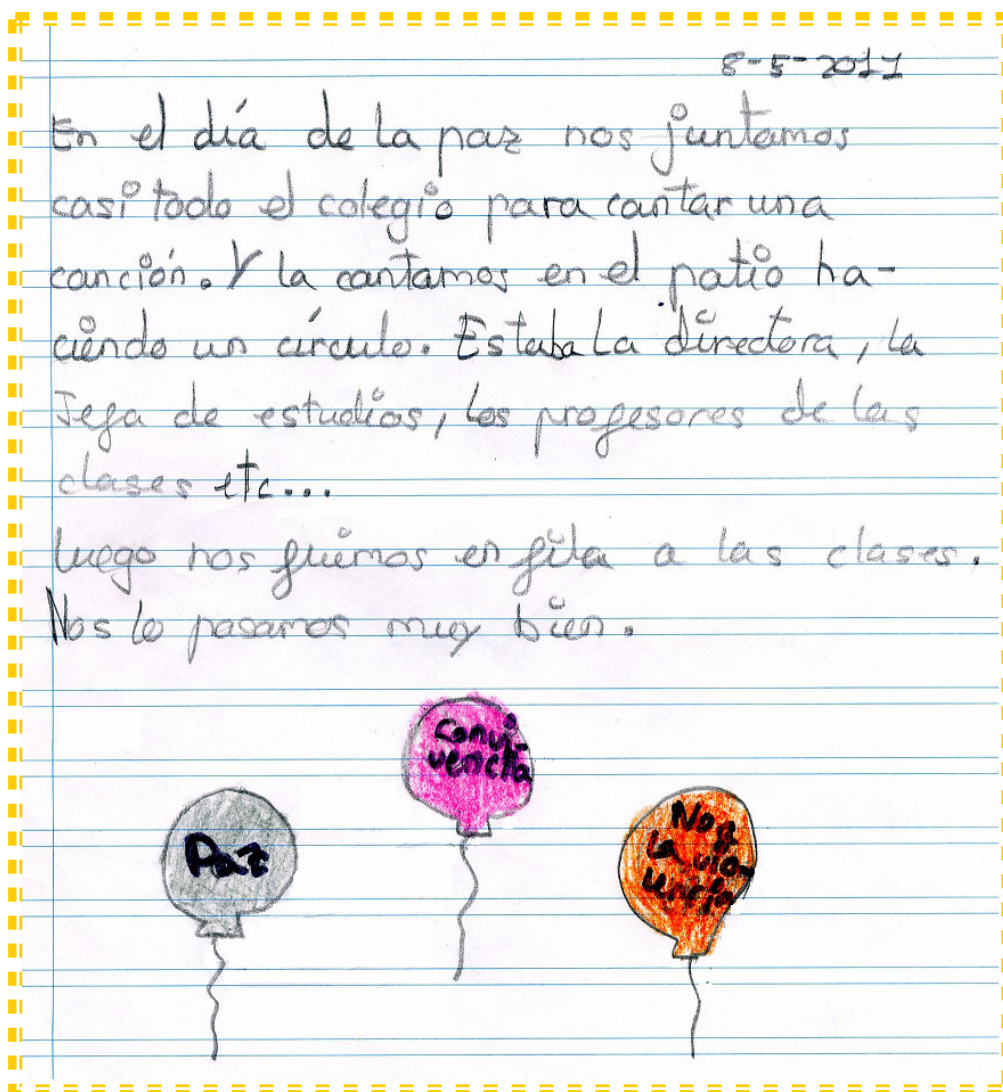 8-5-2011
En el día de la paz nos juntamos
casi todo el colegio para cantar una
canción. Y la cantamos en el patio ha-
ciendo un círculo. Estaba La directora, la
Jefa de estudios, los profesores de las
clases etc...
luego nos fuimos en fila a las clases.
Nos lo pasamos muy bien.
Convi-
vencia
Paz
No a
la vio-
lencia